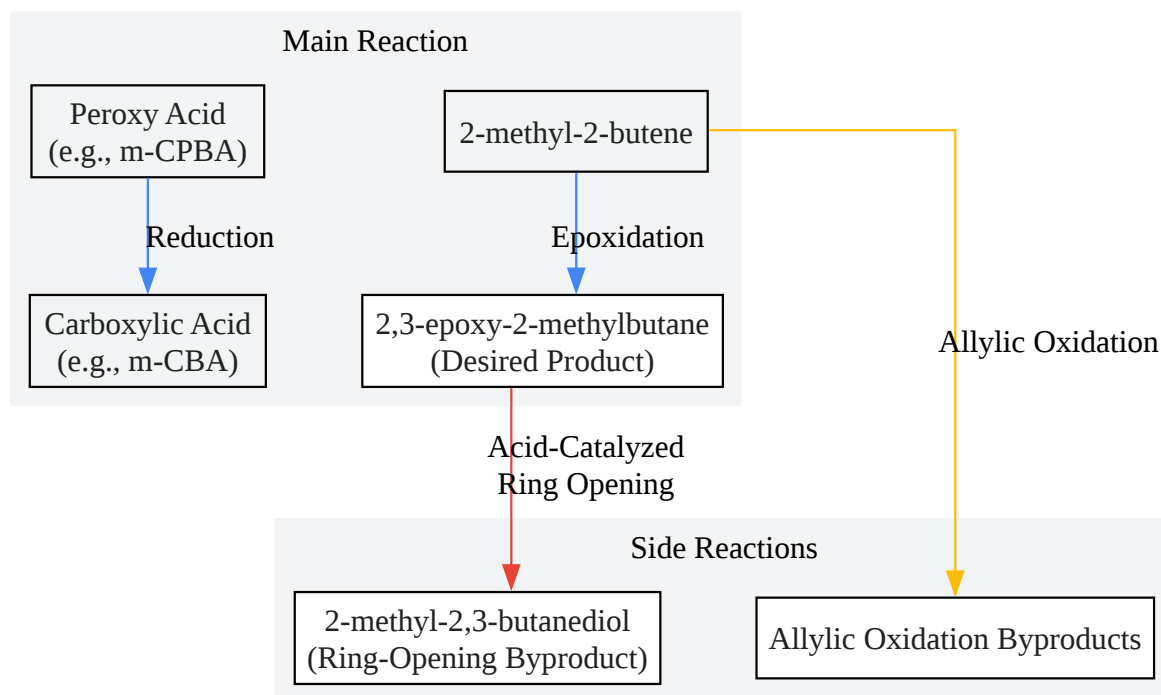 Main Reaction
Peroxy Acid
(e.g., m-CPBA)
2-methyl-2-butene
Reduction
Epoxidation
Carboxylic Acid
(e.g., m-CBA)
2,3-epoxy-2-methylbutane
(Desired Product)
Allylic Oxidation
Acid-Catalyzed
Ring Opening
Side Reactions
2-methyl-2,3-butanediol
(Ring-Opening Byproduct)
Allylic Oxidation Byproducts